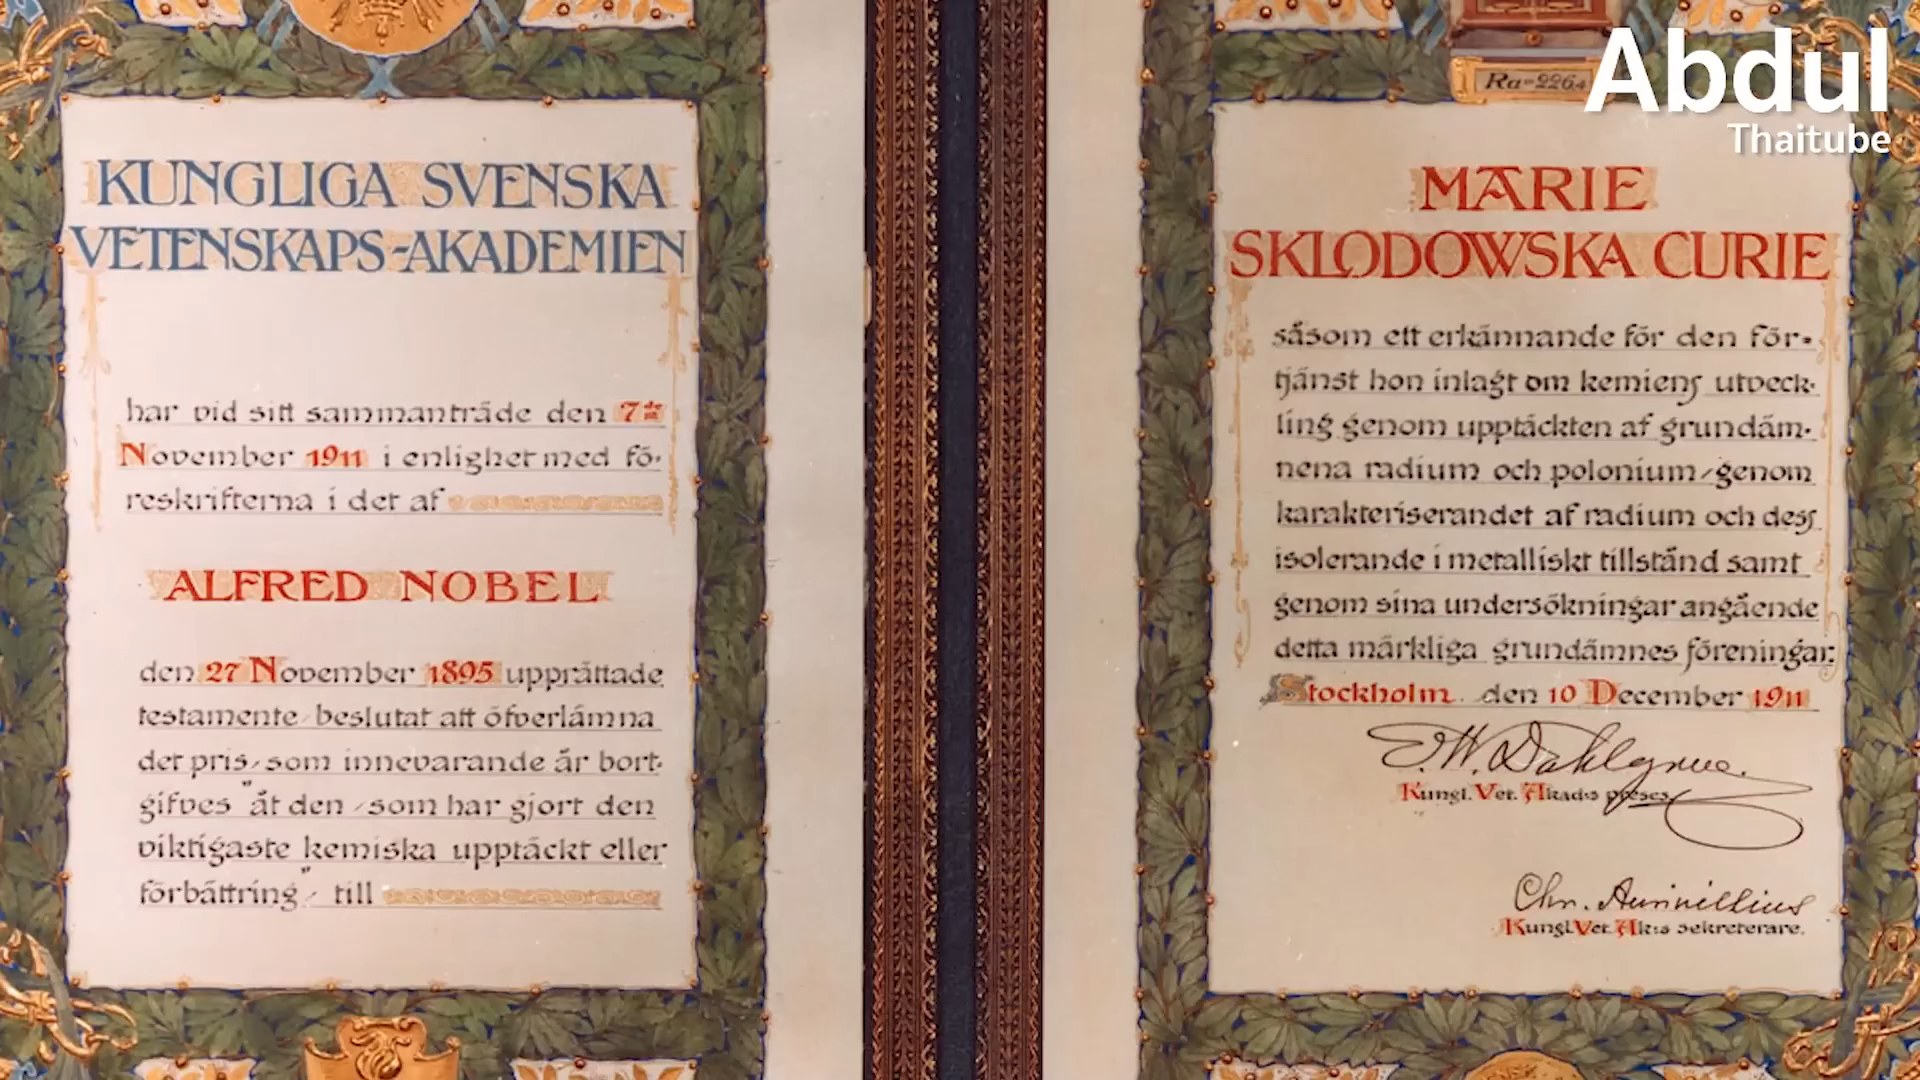 KUNGLIGA SVENSKA
VETENSKAPS-AKADEMIEN
har vid sitt sammanträde den 7de
November 1911 i enlighet med fö-
reskrifterna i det af
ALFRED NOBEL
den 27 November 1895 upprättade
testamente beslutat att öfverlämna
det pris, som innevarande år bort-
gifves "åt den, som har gjort den
viktigaste kemiska upptäckt eller
förbättring", till
Ra=226,4
Abdul
Thaitube
MARIE
SKLODOWSKA CURIE
såsom ett erkännande för den för-
tjänst hon inlagt om kemiens utveck-
ling genom upptäckten af grundäm-
nena radium och polonium, genom
karakteriserandet af radium och dess
isolerande i metalliskt tillstånd samt
genom sina undersökningar angående
detta märkliga grundämnes föreningar.
Stockholm den 10 December 1911
E.W. Dahlgren.
Kungl. Vet. Akad:s preses
Chr. Aurivillius
Kungl. Vet. Ak:s sekreterare.